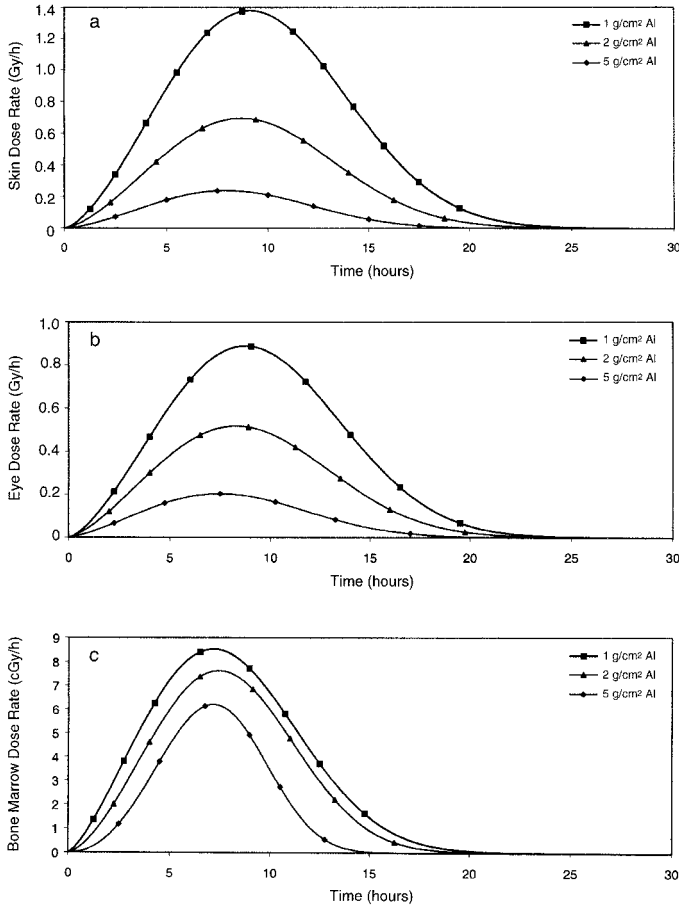 a
Skin Dose Rate (Gy/h)
1.4
1.2
1.0
0.8
0.6
0.4
0.2
0
0 5 10 15 20 25 30
Time (hours)
1 g/cm2 Al
2 g/cm2 Al
5 g/cm2 Al
b
Eye Dose Rate (Gy/h)
1.0
0.8
0.6
0.4
0.2
0
0 5 10 15 20 25 30
Time (hours)
1 g/cm2 Al
2 g/cm2 Al
5 g/cm2 Al
c
Bone Marrow Dose Rate (cGy/h)
9
8
7
6
5
4
3
2
1
0
0 5 10 15 20 25 30
Time (hours)
1 g/cm2 Al
2 g/cm2 Al
5 g/cm2 Al